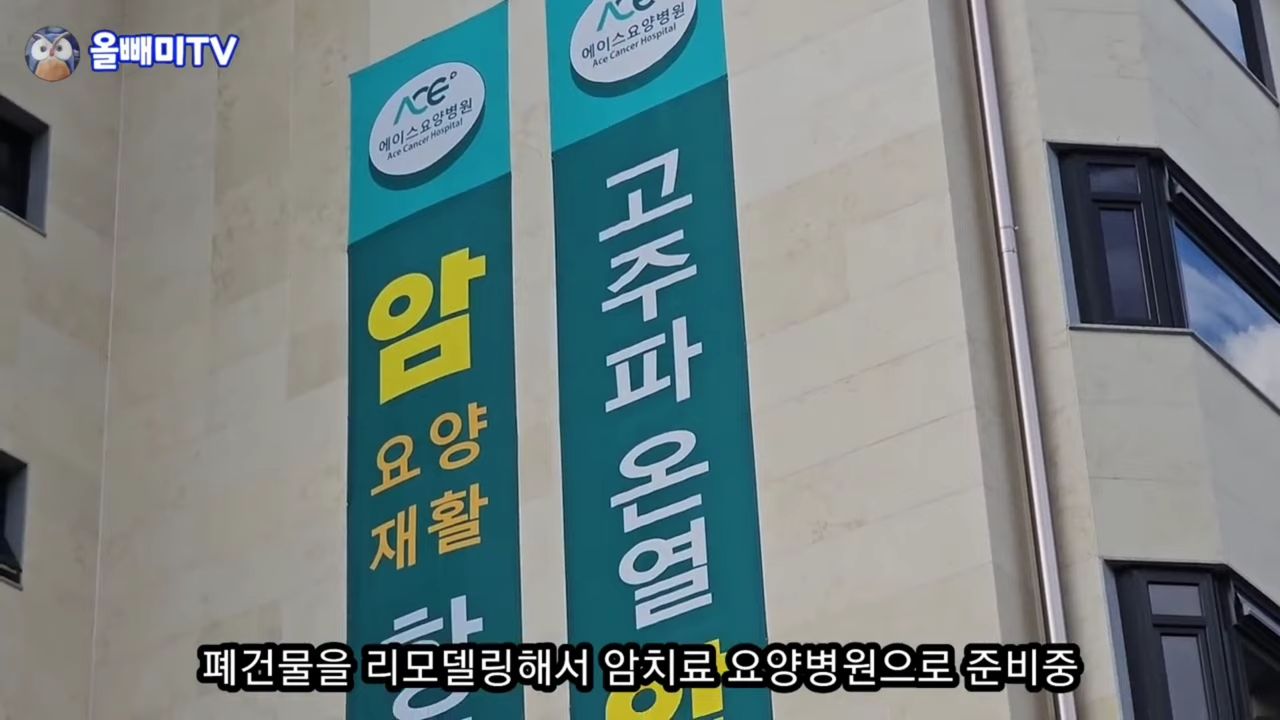 올빼미TV
ACE
에이스요양병원
Ace Cancer Hospital
암
요양
재활
ACE
에이스요양병원
Ace Cancer Hospital
고주파 온열
폐건물을 리모델링해서 암치료 요양병원으로 준비중